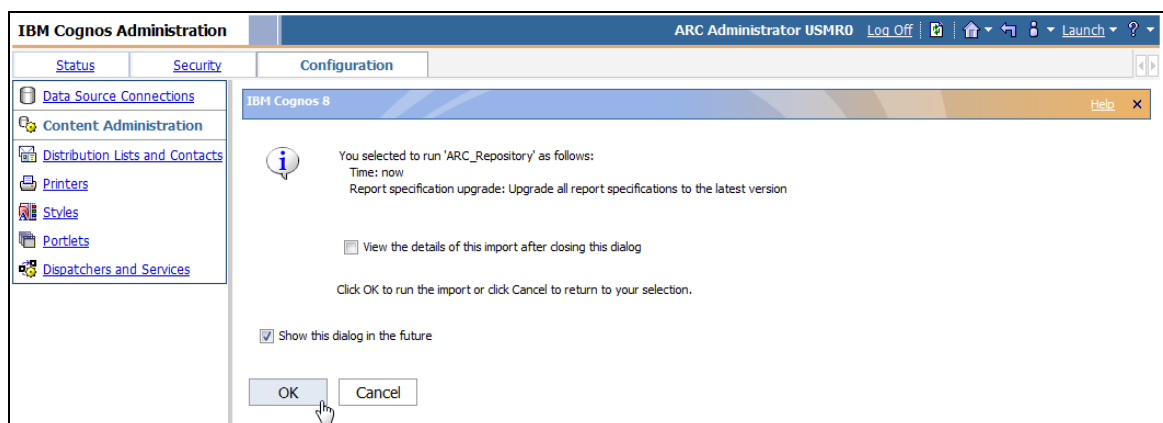 IBM Cognos Administration
ARC Administrator USMR0 Log Off Launch ?
Status Security Configuration
Data Source Connections
Content Administration
Distribution Lists and Contacts
Printers
Styles
Portlets
Dispatchers and Services
IBM Cognos 8 Help x
You selected to run 'ARC_Repository' as follows:
Time: now
Report specification upgrade: Upgrade all report specifications to the latest version
View the details of this import after closing this dialog
Click OK to run the import or click Cancel to return to your selection.
Show this dialog in the future
OK Cancel